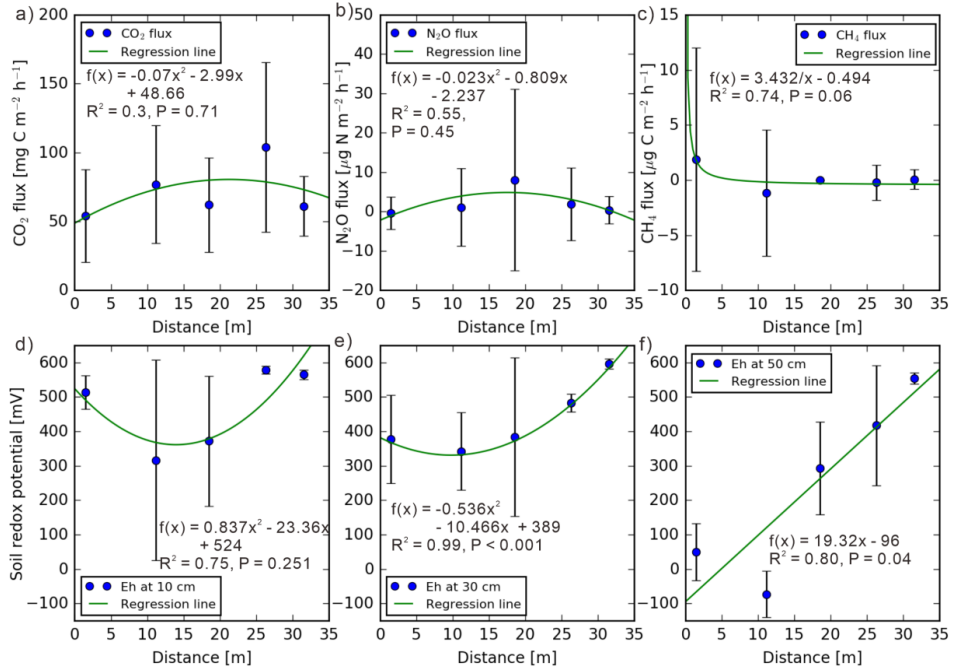 a)
CO₂ flux
Regression line
f(x) = -0.07x² - 2.99x
+ 48.66
R² = 0.3, P = 0.71
CO₂ flux [mg C m⁻² h⁻¹]
200
150
100
50
0
0 5 10 15 20 25 30 35
Distance [m]
b)
N₂O flux
Regression line
f(x) = -0.023x² - 0.809x
- 2.237
R² = 0.55,
P = 0.45
N₂O flux [µg N m⁻² h⁻¹]
50
40
30
20
10
0
−10
−20
0 5 10 15 20 25 30 35
Distance [m]
c)
CH₄ flux
Regression line
f(x) = 3.432/x - 0.494
R² = 0.74, P = 0.06
CH₄ flux [µg C m⁻² h⁻¹]
15
10
5
0
−5
−10
0 5 10 15 20 25 30 35
Distance [m]
d)
Soil redox potential [mV]
600
500
400
300
200
100
0
−100
f(x) = 0.837x² - 23.36x
+ 524
R² = 0.75, P = 0.251
Eh at 10 cm
Regression line
0 5 10 15 20 25 30 35
Distance [m]
e)
600
500
400
300
200
100
0
−100
f(x) = -0.536x²
- 10.466x + 389
R² = 0.99, P < 0.001
Eh at 30 cm
Regression line
0 5 10 15 20 25 30 35
Distance [m]
f)
Eh at 50 cm
Regression line
600
500
400
300
200
100
0
−100
f(x) = 19.32x - 96
R² = 0.80, P = 0.04
0 5 10 15 20 25 30 35
Distance [m]